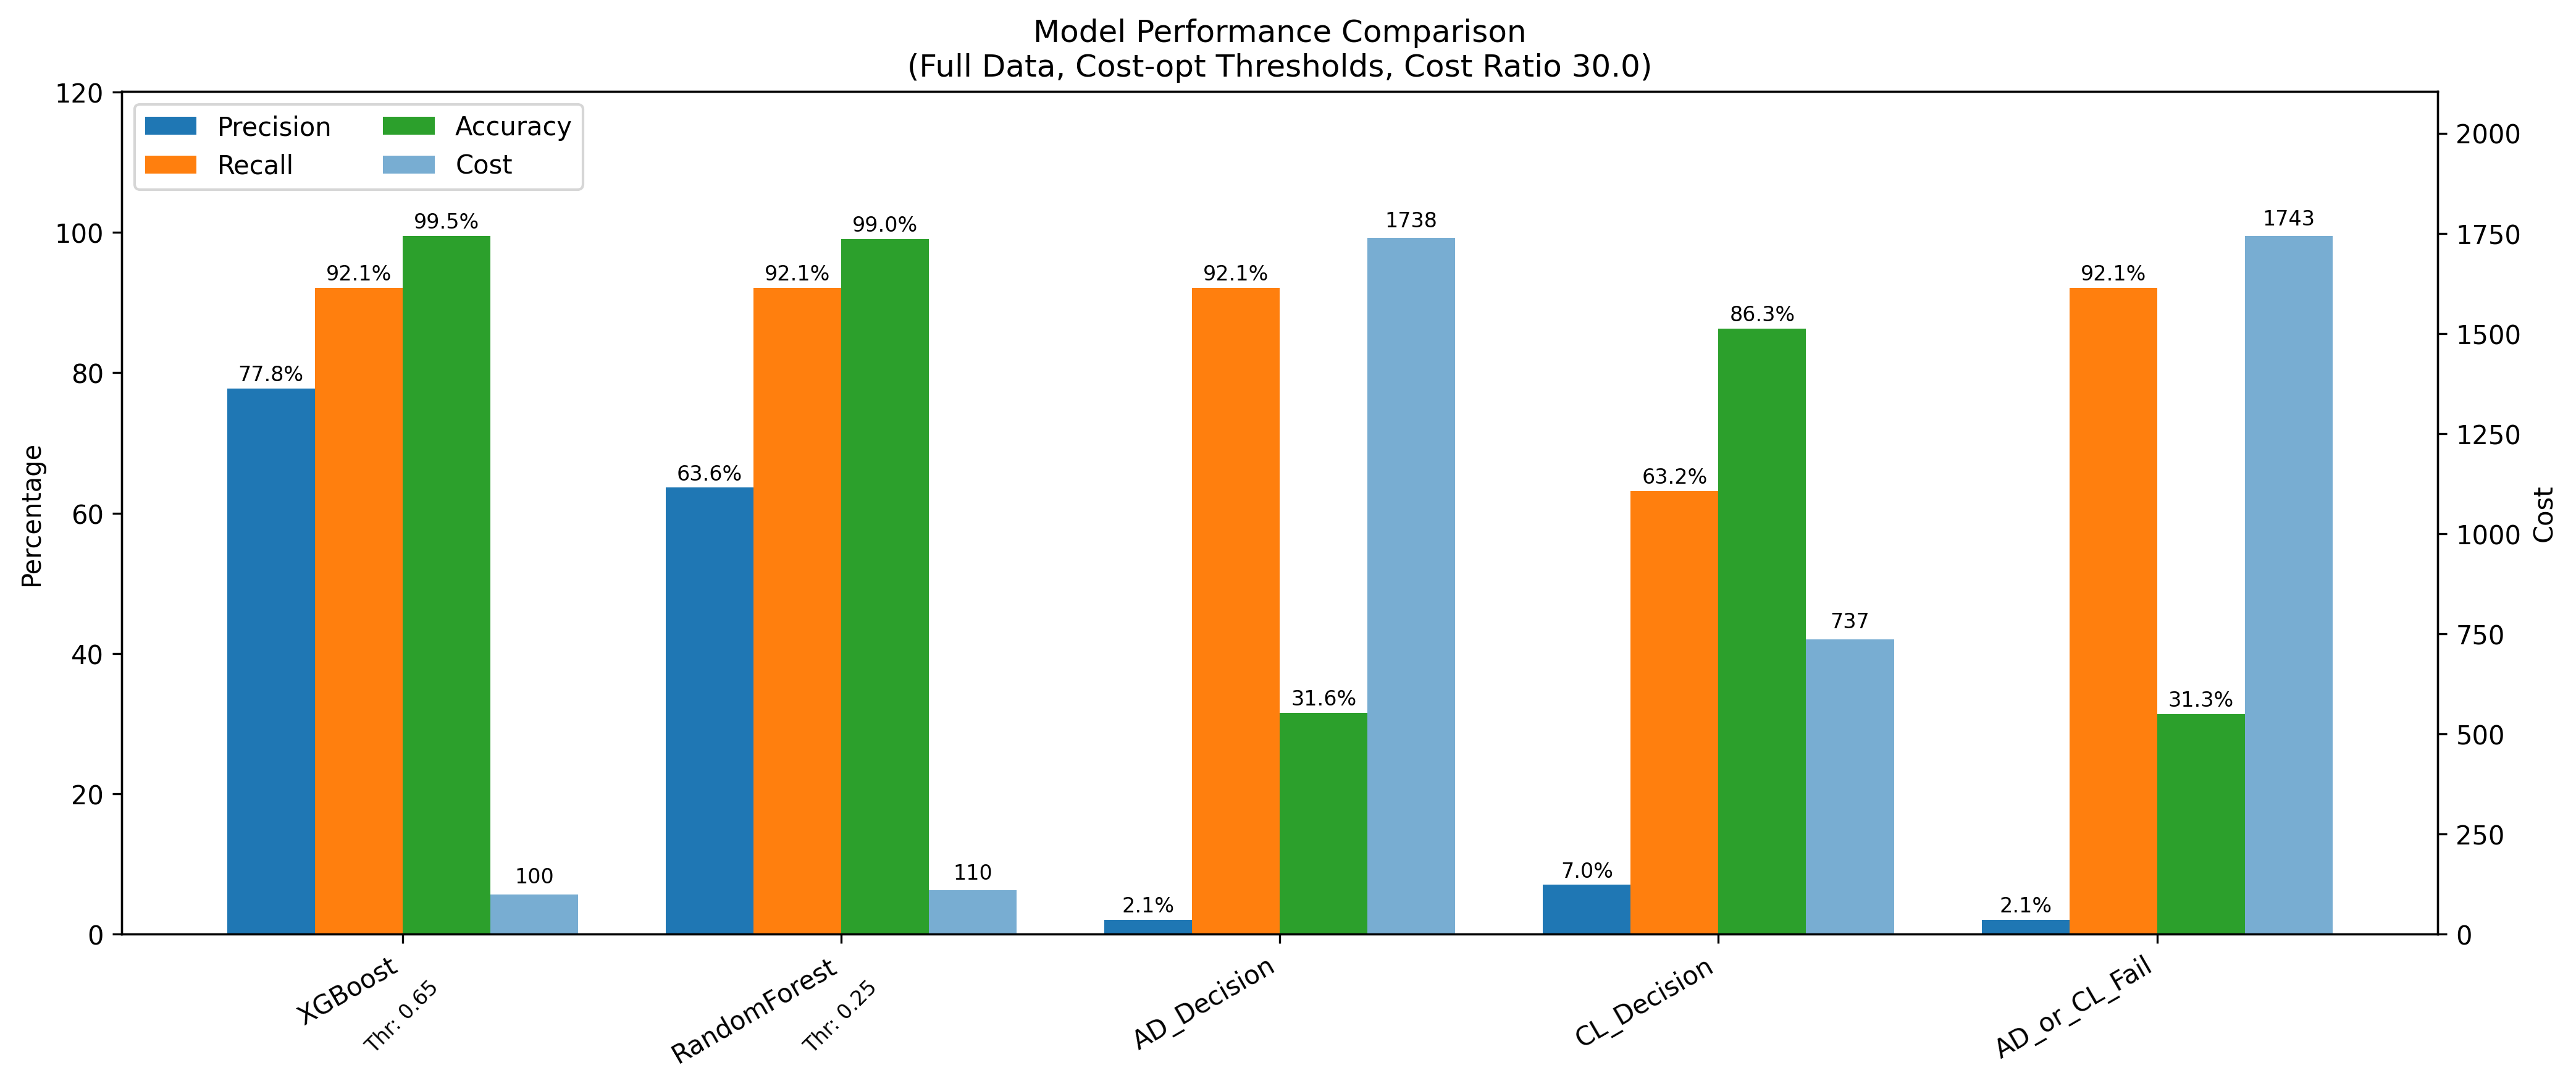 Model Performance Comparison
(Full Data, Cost-opt Thresholds, Cost Ratio 30.0)
Precision
Recall
Accuracy
Cost
Percentage
120
100
80
60
40
20
0
Cost
2000
1750
1500
1250
1000
750
500
250
0
77.8%
92.1%
99.5%
100
63.6%
92.1%
99.0%
110
2.1%
92.1%
31.6%
1738
7.0%
63.2%
86.3%
737
2.1%
92.1%
31.3%
1743
XGBoost
Thr: 0.65
RandomForest
Thr: 0.25
AD_Decision
CL_Decision
AD_or_CL_Fail